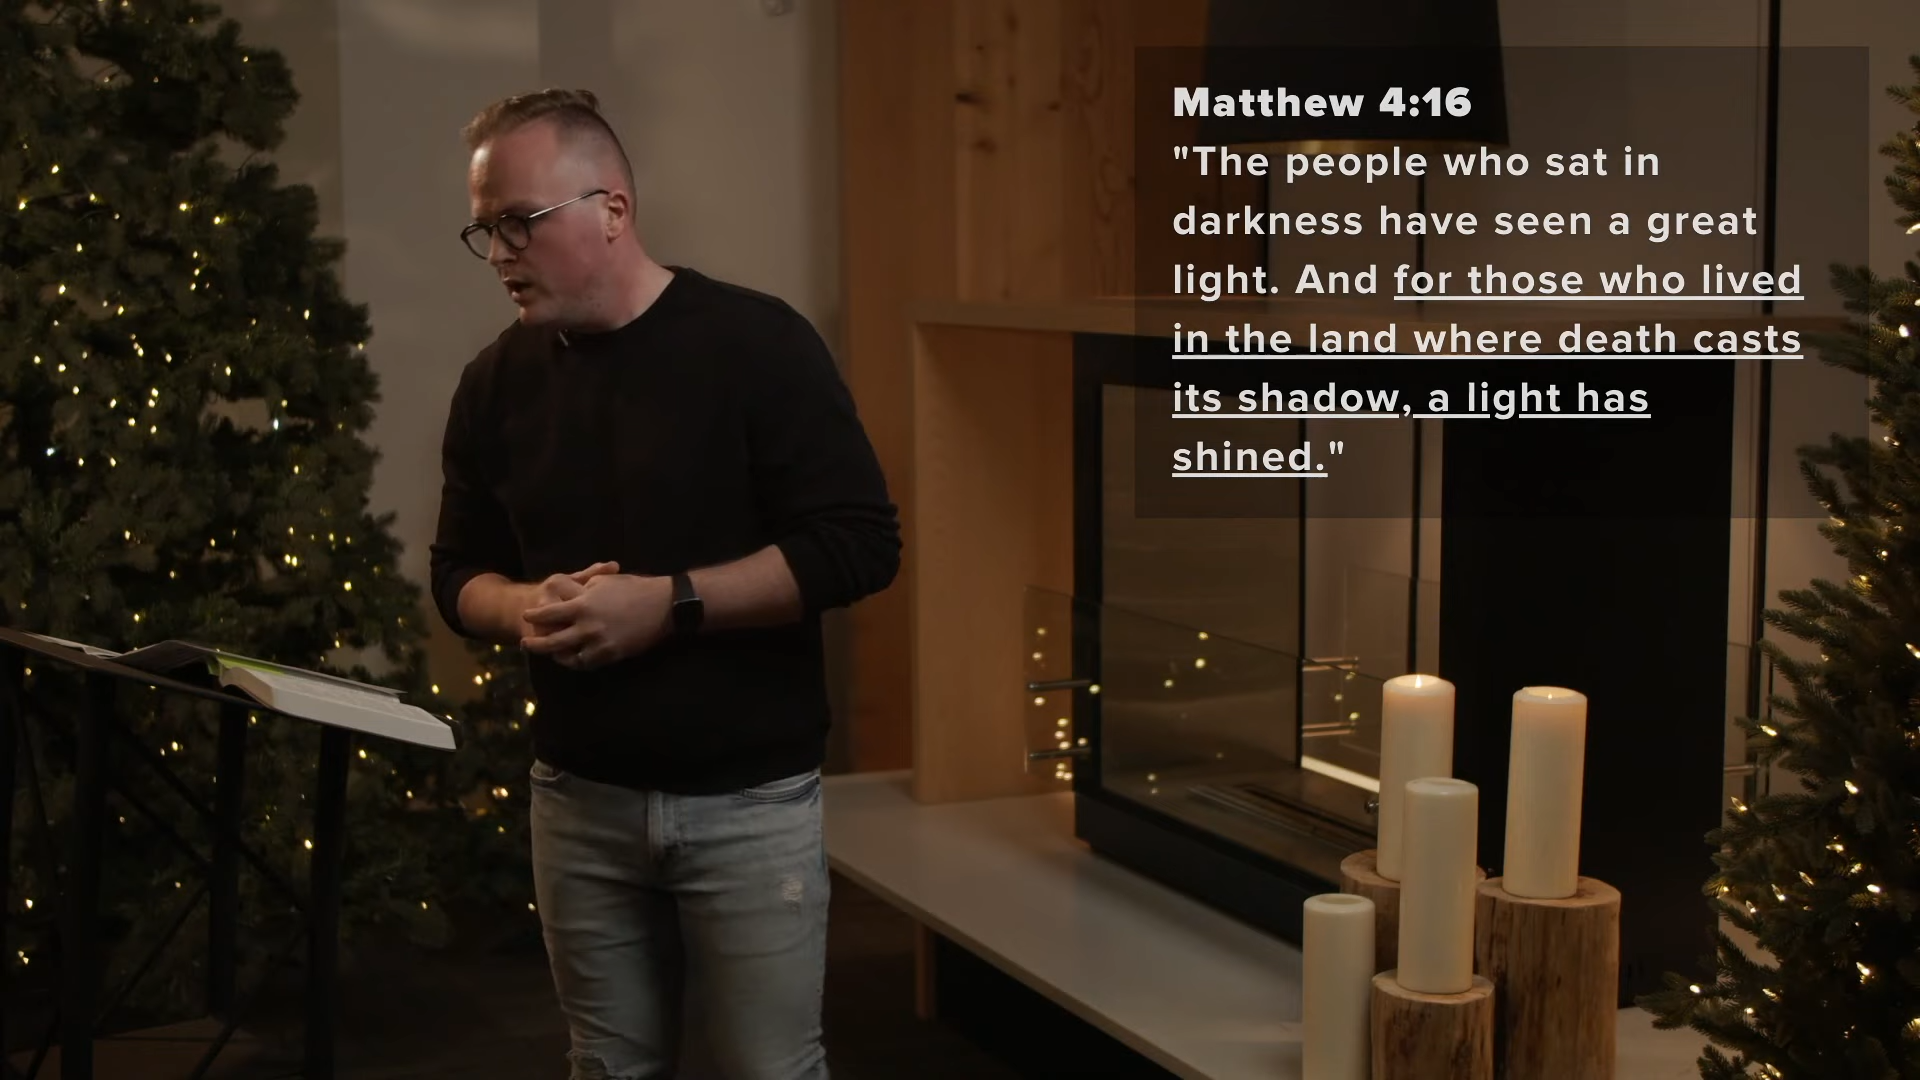 Matthew 4:16
"The people who sat in
darkness have seen a great
light. And for those who lived
in the land where death casts
its shadow, a light has
shined."